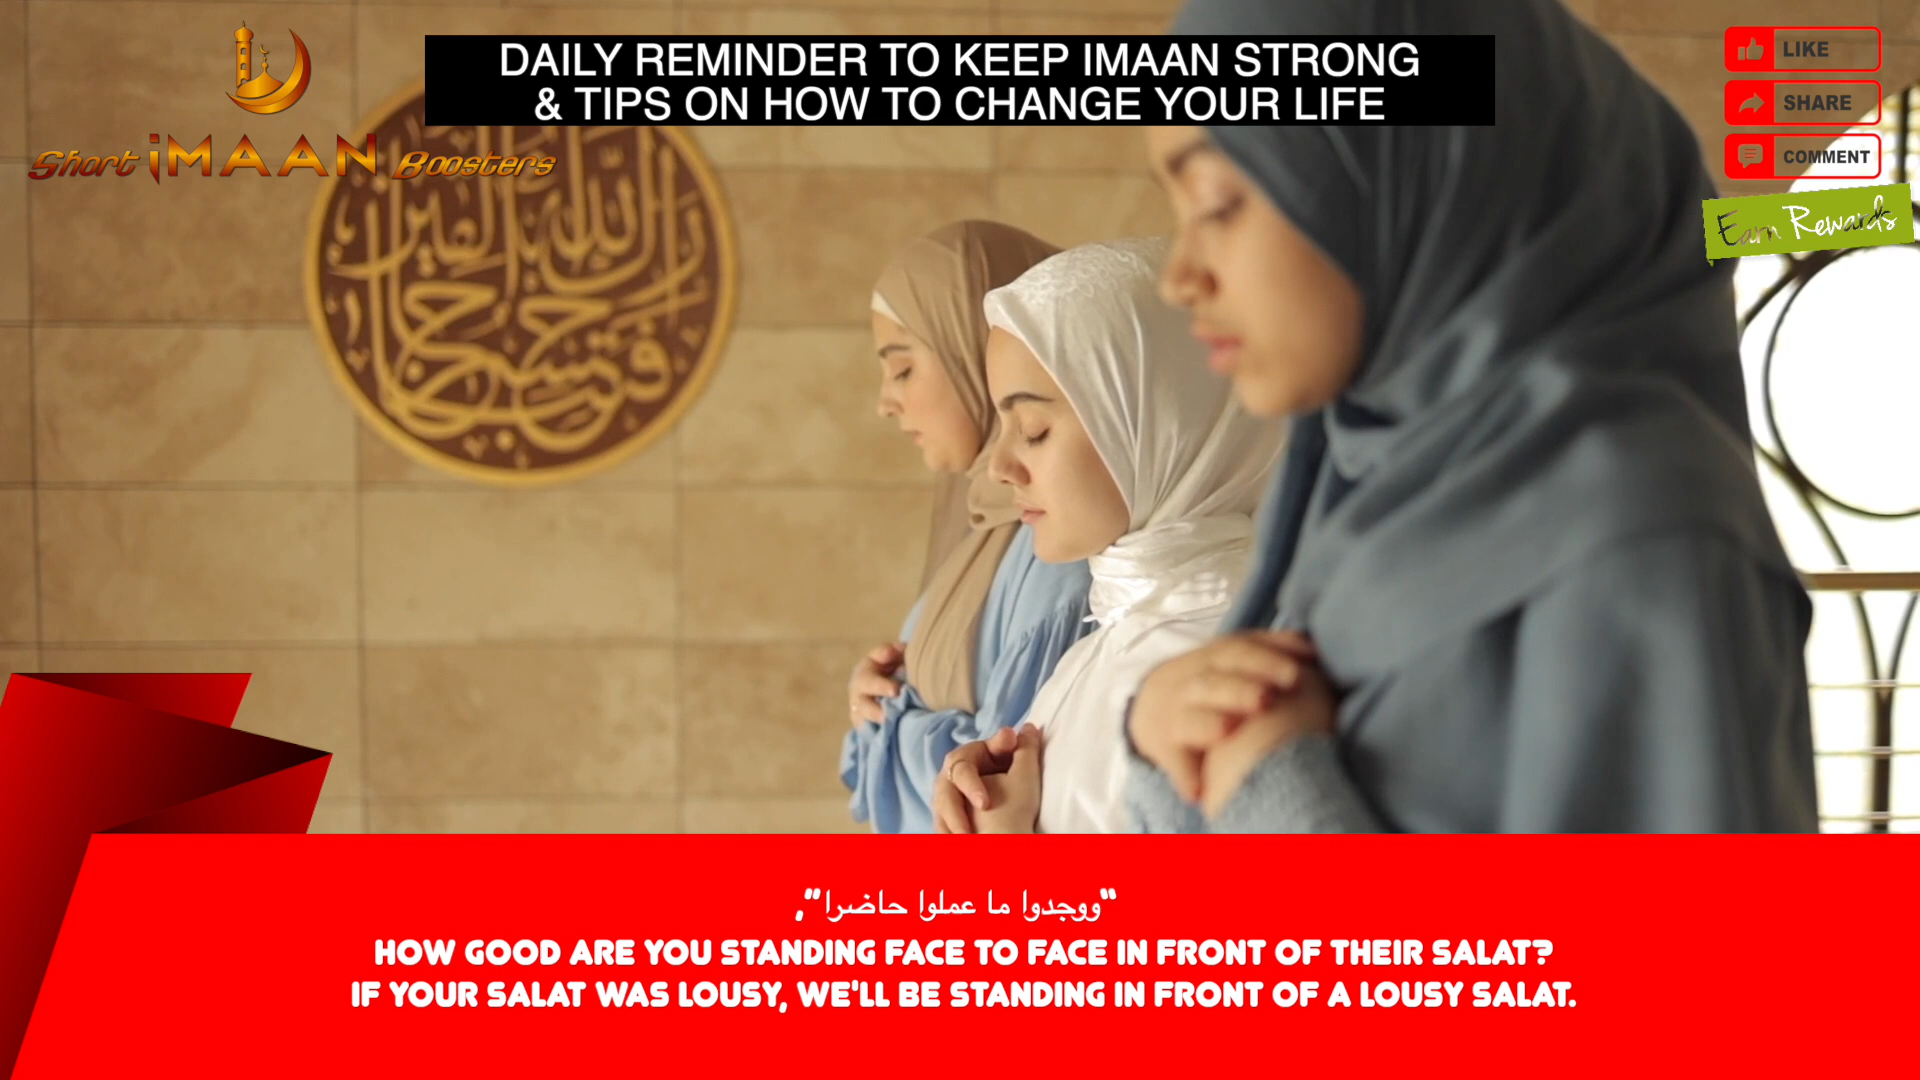 DAILY REMINDER TO KEEP IMAAN STRONG
& TIPS ON HOW TO CHANGE YOUR LIFE
Short iMAAN Boosters
LIKE
SHARE
COMMENT
Earn Rewards
"ووجدوا ما عملوا حاضرا",
HOW GOOD ARE YOU STANDING FACE TO FACE IN FRONT OF THEIR SALAT?
IF YOUR SALAT WAS LOUSY, WE'LL BE STANDING IN FRONT OF A LOUSY SALAT.